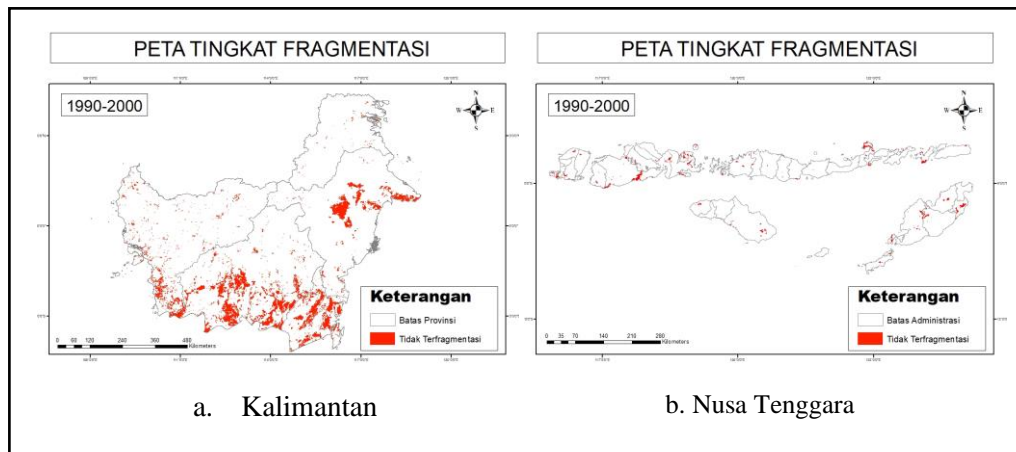 PETA TINGKAT FRAGMENTASI
1990-2000
N
W E
S
Keterangan
Batas Provinsi
Tidak Terfragmentasi
0 60 120 240 360 480
Kilometers
a. Kalimantan
PETA TINGKAT FRAGMENTASI
1990-2000
N
W E
S
Keterangan
Batas Administrasi
Tidak Terfragmentasi
0 35 70 140 210 280
Kilometers
b. Nusa Tenggara